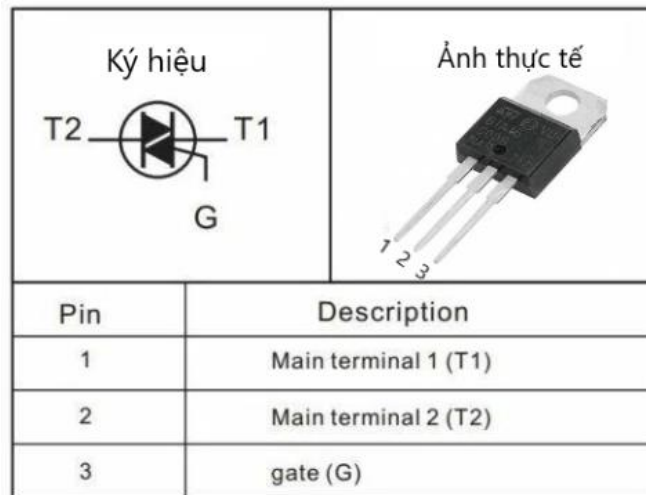 Ký hiệu
Ảnh thực tế
T2
T1
G
1
2
3
Pin
Description
1
Main terminal 1 (T1)
2
Main terminal 2 (T2)
3
gate (G)